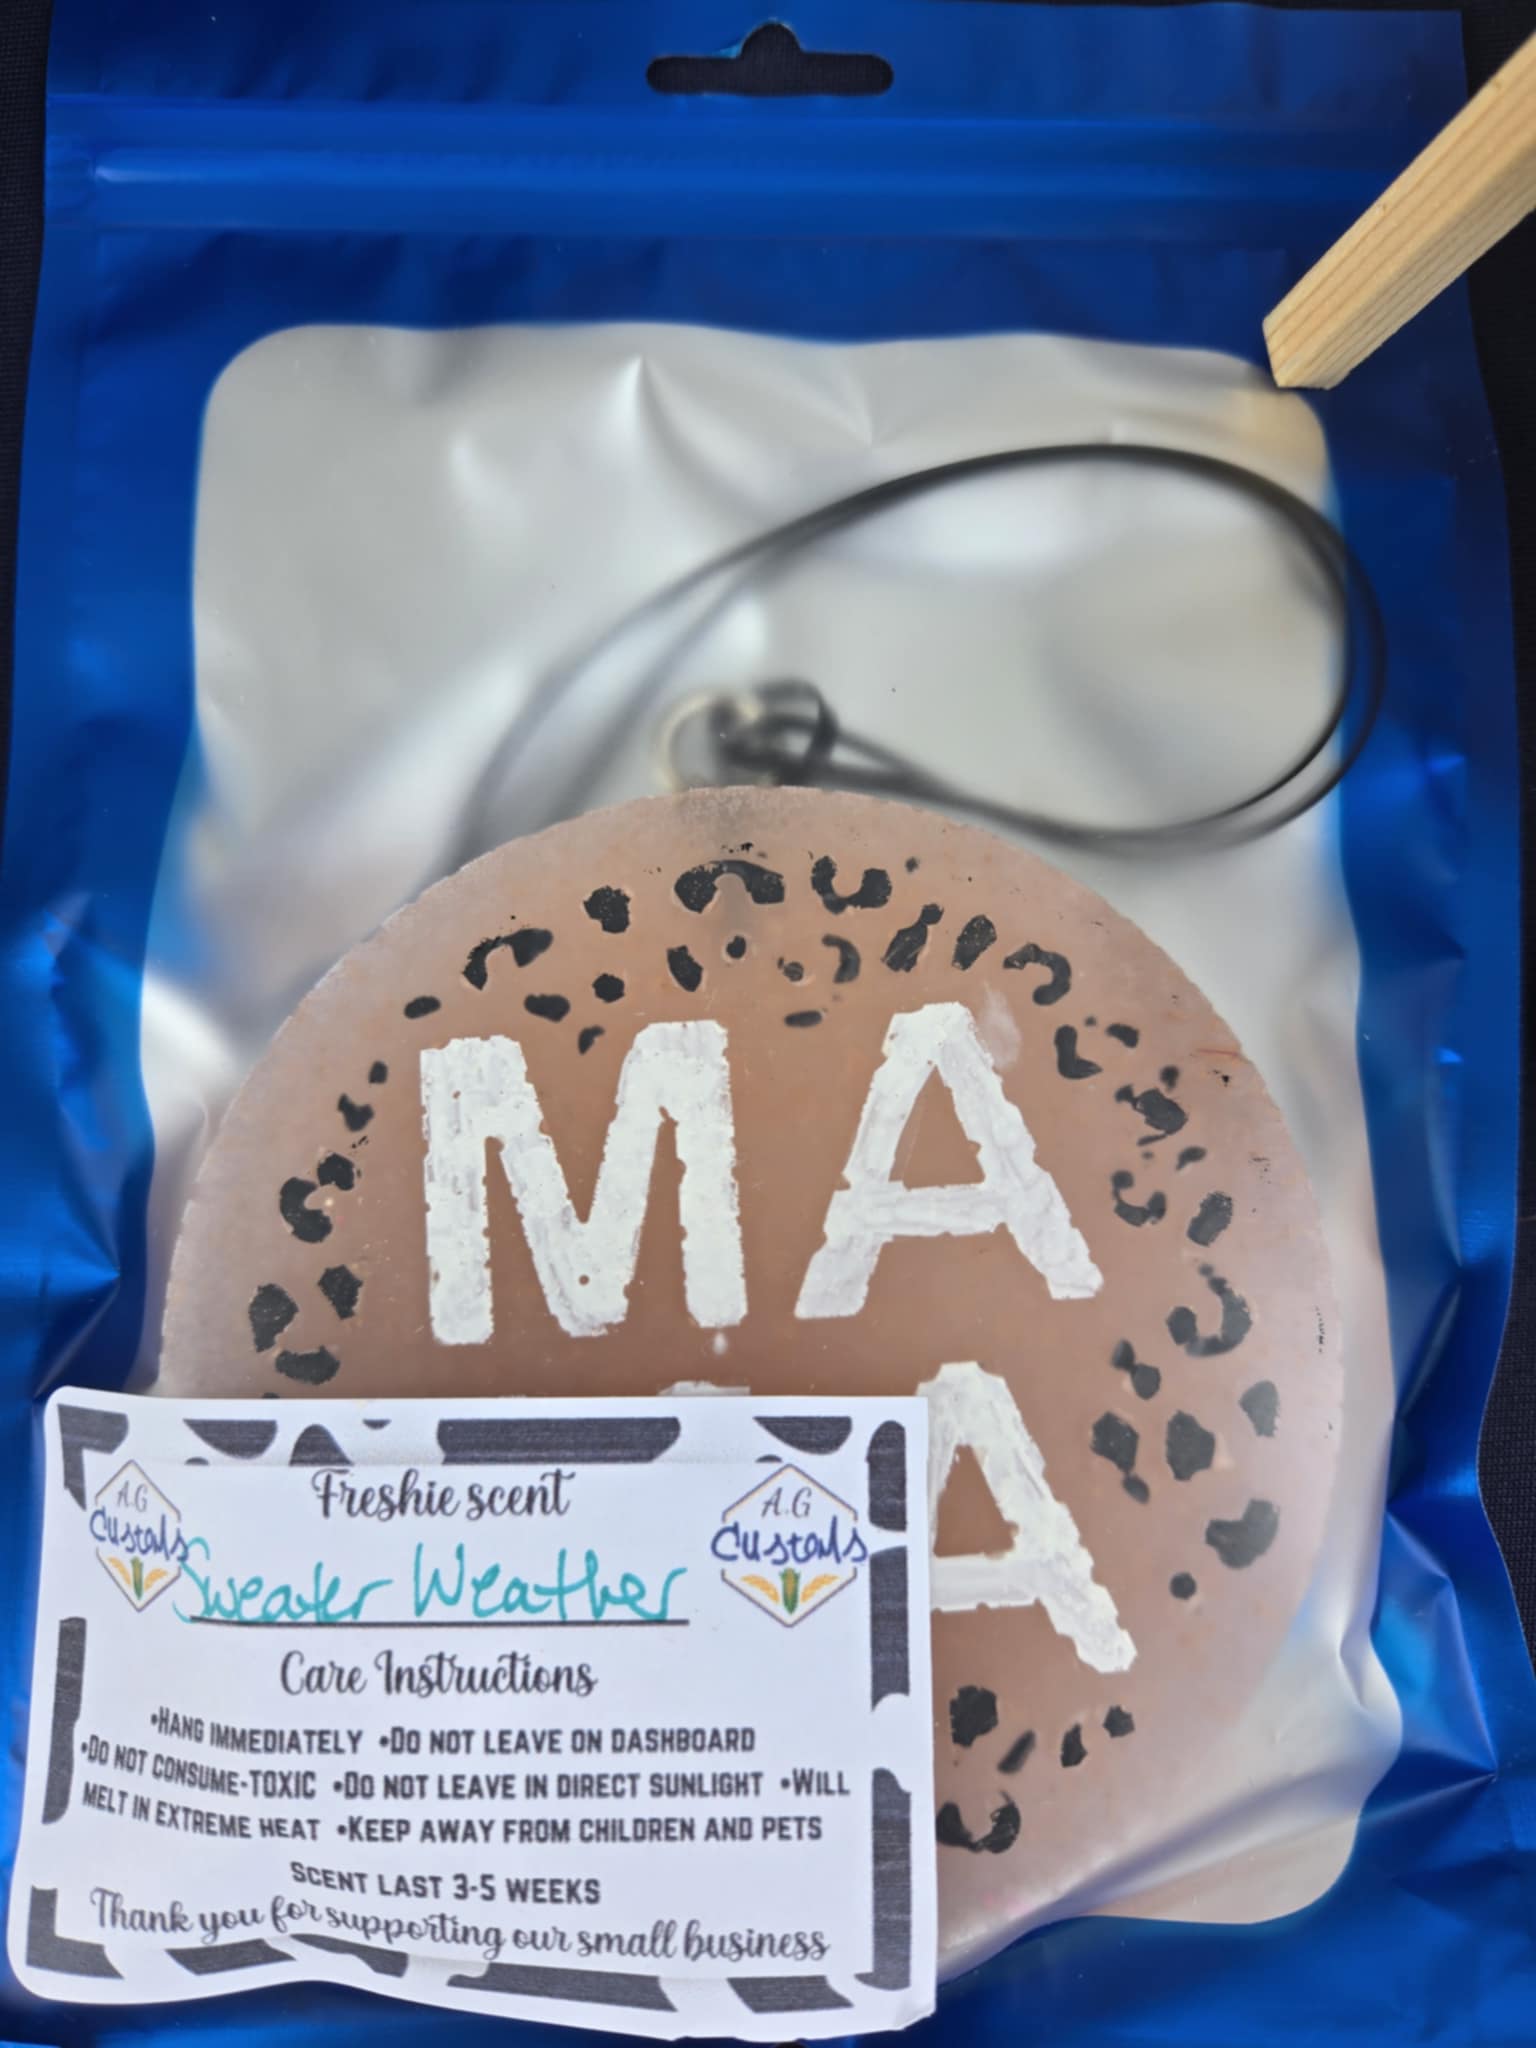 MA
A
Freshie scent
A.G
Customs
A.G
Customs
Sweater Weather
Care Instructions
•HANG IMMEDIATELY •DO NOT LEAVE ON DASHBOARD
•DO NOT CONSUME-TOXIC •DO NOT LEAVE IN DIRECT SUNLIGHT •WILL
MELT IN EXTREME HEAT •KEEP AWAY FROM CHILDREN AND PETS
SCENT LAST 3-5 WEEKS
Thank you for supporting our small business